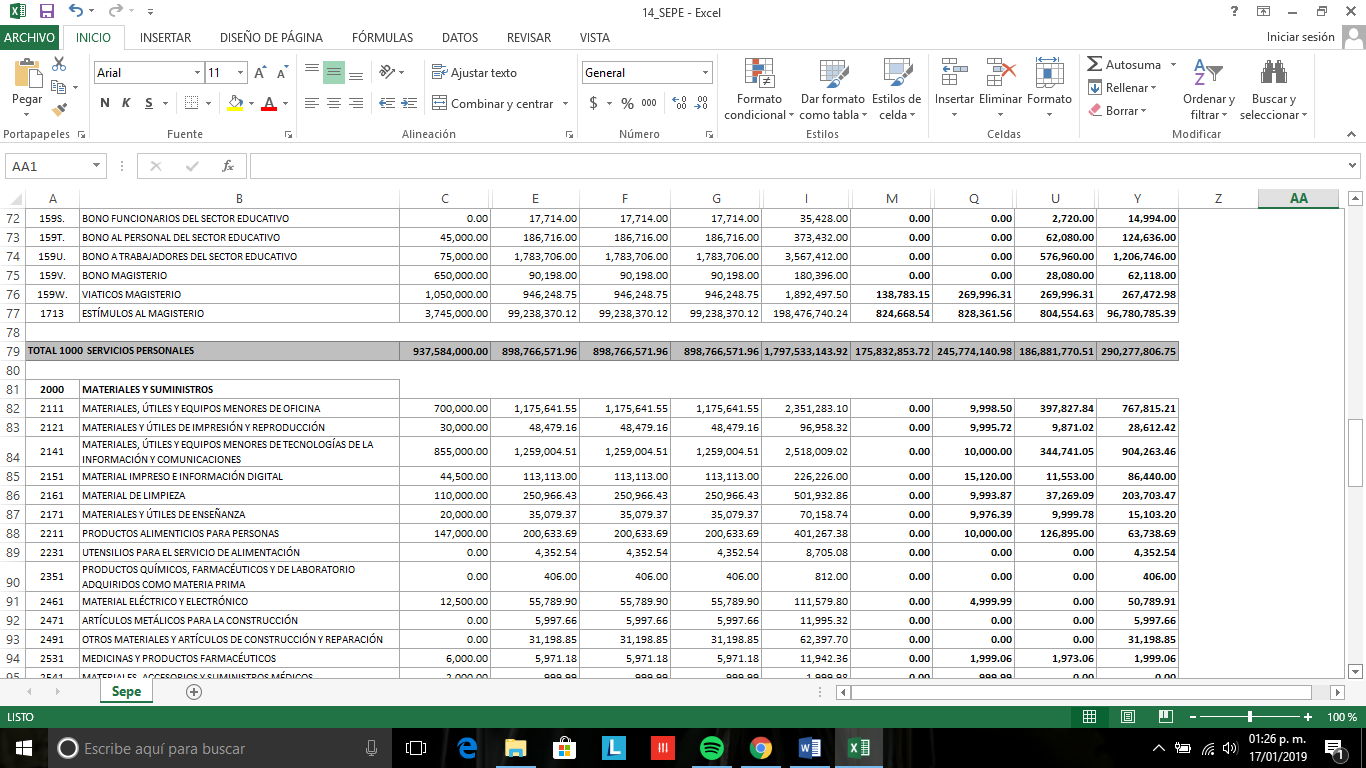 14_SEPE - Excel
ARCHIVO INICIO INSERTAR DISEÑO DE PÁGINA FÓRMULAS DATOS REVISAR VISTA Iniciar sesión
Pegar
Arial 11
N K S
Ajustar texto
Combinar y centrar
General
$ % 000
Formato condicional
Dar formato como tabla
Estilos de celda
Insertar Eliminar Formato
Autosuma
Rellenar
Borrar
Ordenar y filtrar
Buscar y seleccionar
Portapapeles Fuente Alineación Número Estilos Celdas Modificar
AA1 fx
A B C E F G I M Q U Y Z AA
72 159S. BONO FUNCIONARIOS DEL SECTOR EDUCATIVO 0.00 17,714.00 17,714.00 17,714.00 35,428.00 0.00 0.00 2,720.00 14,994.00
73 159T. BONO AL PERSONAL DEL SECTOR EDUCATIVO 45,000.00 186,716.00 186,716.00 186,716.00 373,432.00 0.00 0.00 62,080.00 124,636.00
74 159U. BONO A TRABAJADORES DEL SECTOR EDUCATIVO 75,000.00 1,783,706.00 1,783,706.00 1,783,706.00 3,567,412.00 0.00 0.00 576,960.00 1,206,746.00
75 159V. BONO MAGISTERIO 650,000.00 90,198.00 90,198.00 90,198.00 180,396.00 0.00 0.00 28,080.00 62,118.00
76 159W. VIATICOS MAGISTERIO 1,050,000.00 946,248.75 946,248.75 946,248.75 1,892,497.50 138,783.15 269,996.31 269,996.31 267,472.98
77 1713 ESTÍMULOS AL MAGISTERIO 3,745,000.00 99,238,370.12 99,238,370.12 99,238,370.12 198,476,740.24 824,668.54 828,361.56 804,554.63 96,780,785.39
78
79 TOTAL 1000 SERVICIOS PERSONALES 937,584,000.00 898,766,571.96 898,766,571.96 898,766,571.96 1,797,533,143.92 175,832,853.72 245,774,140.98 186,881,770.51 290,277,806.75
80
81 2000 MATERIALES Y SUMINISTROS
82 2111 MATERIALES, ÚTILES Y EQUIPOS MENORES DE OFICINA 700,000.00 1,175,641.55 1,175,641.55 1,175,641.55 2,351,283.10 0.00 9,998.50 397,827.84 767,815.21
83 2121 MATERIALES Y ÚTILES DE IMPRESIÓN Y REPRODUCCIÓN 30,000.00 48,479.16 48,479.16 48,479.16 96,958.32 0.00 9,995.72 9,871.02 28,612.42
84 2141 MATERIALES, ÚTILES Y EQUIPOS MENORES DE TECNOLOGÍAS DE LA
INFORMACIÓN Y COMUNICACIONES 855,000.00 1,259,004.51 1,259,004.51 1,259,004.51 2,518,009.02 0.00 10,000.00 344,741.05 904,263.46
85 2151 MATERIAL IMPRESO E INFORMACIÓN DIGITAL 44,500.00 113,113.00 113,113.00 113,113.00 226,226.00 0.00 15,120.00 11,553.00 86,440.00
86 2161 MATERIAL DE LIMPIEZA 110,000.00 250,966.43 250,966.43 250,966.43 501,932.86 0.00 9,993.87 37,269.09 203,703.47
87 2171 MATERIALES Y ÚTILES DE ENSEÑANZA 20,000.00 35,079.37 35,079.37 35,079.37 70,158.74 0.00 9,976.39 9,999.78 15,103.20
88 2211 PRODUCTOS ALIMENTICIOS PARA PERSONAS 147,000.00 200,633.69 200,633.69 200,633.69 401,267.38 0.00 10,000.00 126,895.00 63,738.69
89 2231 UTENSILIOS PARA EL SERVICIO DE ALIMENTACIÓN 0.00 4,352.54 4,352.54 4,352.54 8,705.08 0.00 0.00 0.00 4,352.54
90 2351 PRODUCTOS QUÍMICOS, FARMACÉUTICOS Y DE LABORATORIO
ADQUIRIDOS COMO MATERIA PRIMA 0.00 406.00 406.00 406.00 812.00 0.00 0.00 0.00 406.00
91 2461 MATERIAL ELÉCTRICO Y ELECTRÓNICO 12,500.00 55,789.90 55,789.90 55,789.90 111,579.80 0.00 4,999.99 0.00 50,789.91
92 2471 ARTÍCULOS METÁLICOS PARA LA CONSTRUCCIÓN 0.00 5,997.66 5,997.66 5,997.66 11,995.32 0.00 0.00 0.00 5,997.66
93 2491 OTROS MATERIALES Y ARTÍCULOS DE CONSTRUCCIÓN Y REPARACIÓN 0.00 31,198.85 31,198.85 31,198.85 62,397.70 0.00 0.00 0.00 31,198.85
94 2531 MEDICINAS Y PRODUCTOS FARMACÉUTICOS 6,000.00 5,971.18 5,971.18 5,971.18 11,942.36 0.00 1,999.06 1,973.06 1,999.06
95 2541 MATERIALES, ACCESORIOS Y SUMINISTROS MÉDICOS 2,000.00 999.99 999.99 999.99 1,999.98 0.00 999.99 0.00 0.00
Sepe
LISTO 100 %
Escribe aquí para buscar
01:26 p. m.
17/01/2019
1